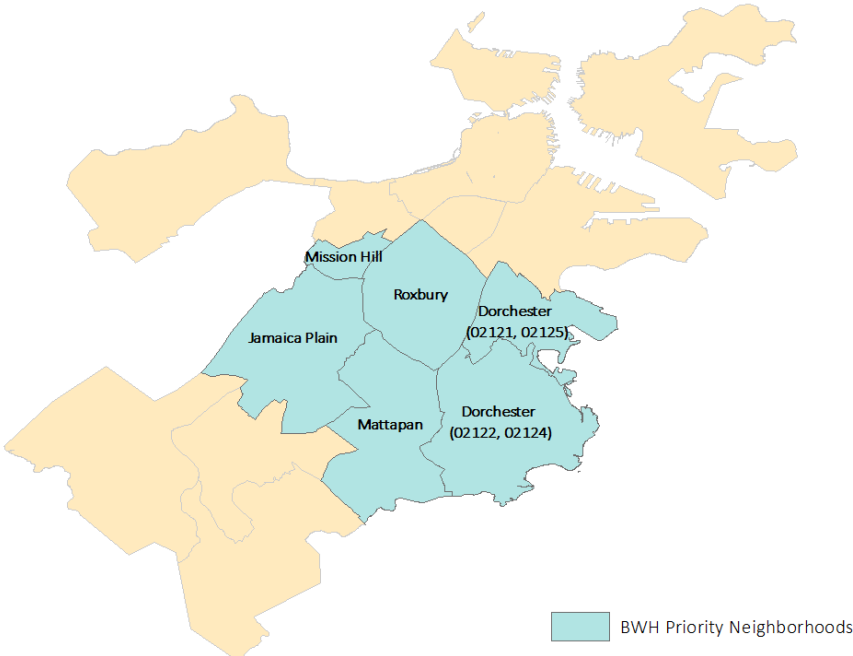 Mission Hill
Roxbury
Dorchester
(02121, 02125)
Jamaica Plain
Mattapan
Dorchester
(02122, 02124)
BWH Priority Neighborhoods